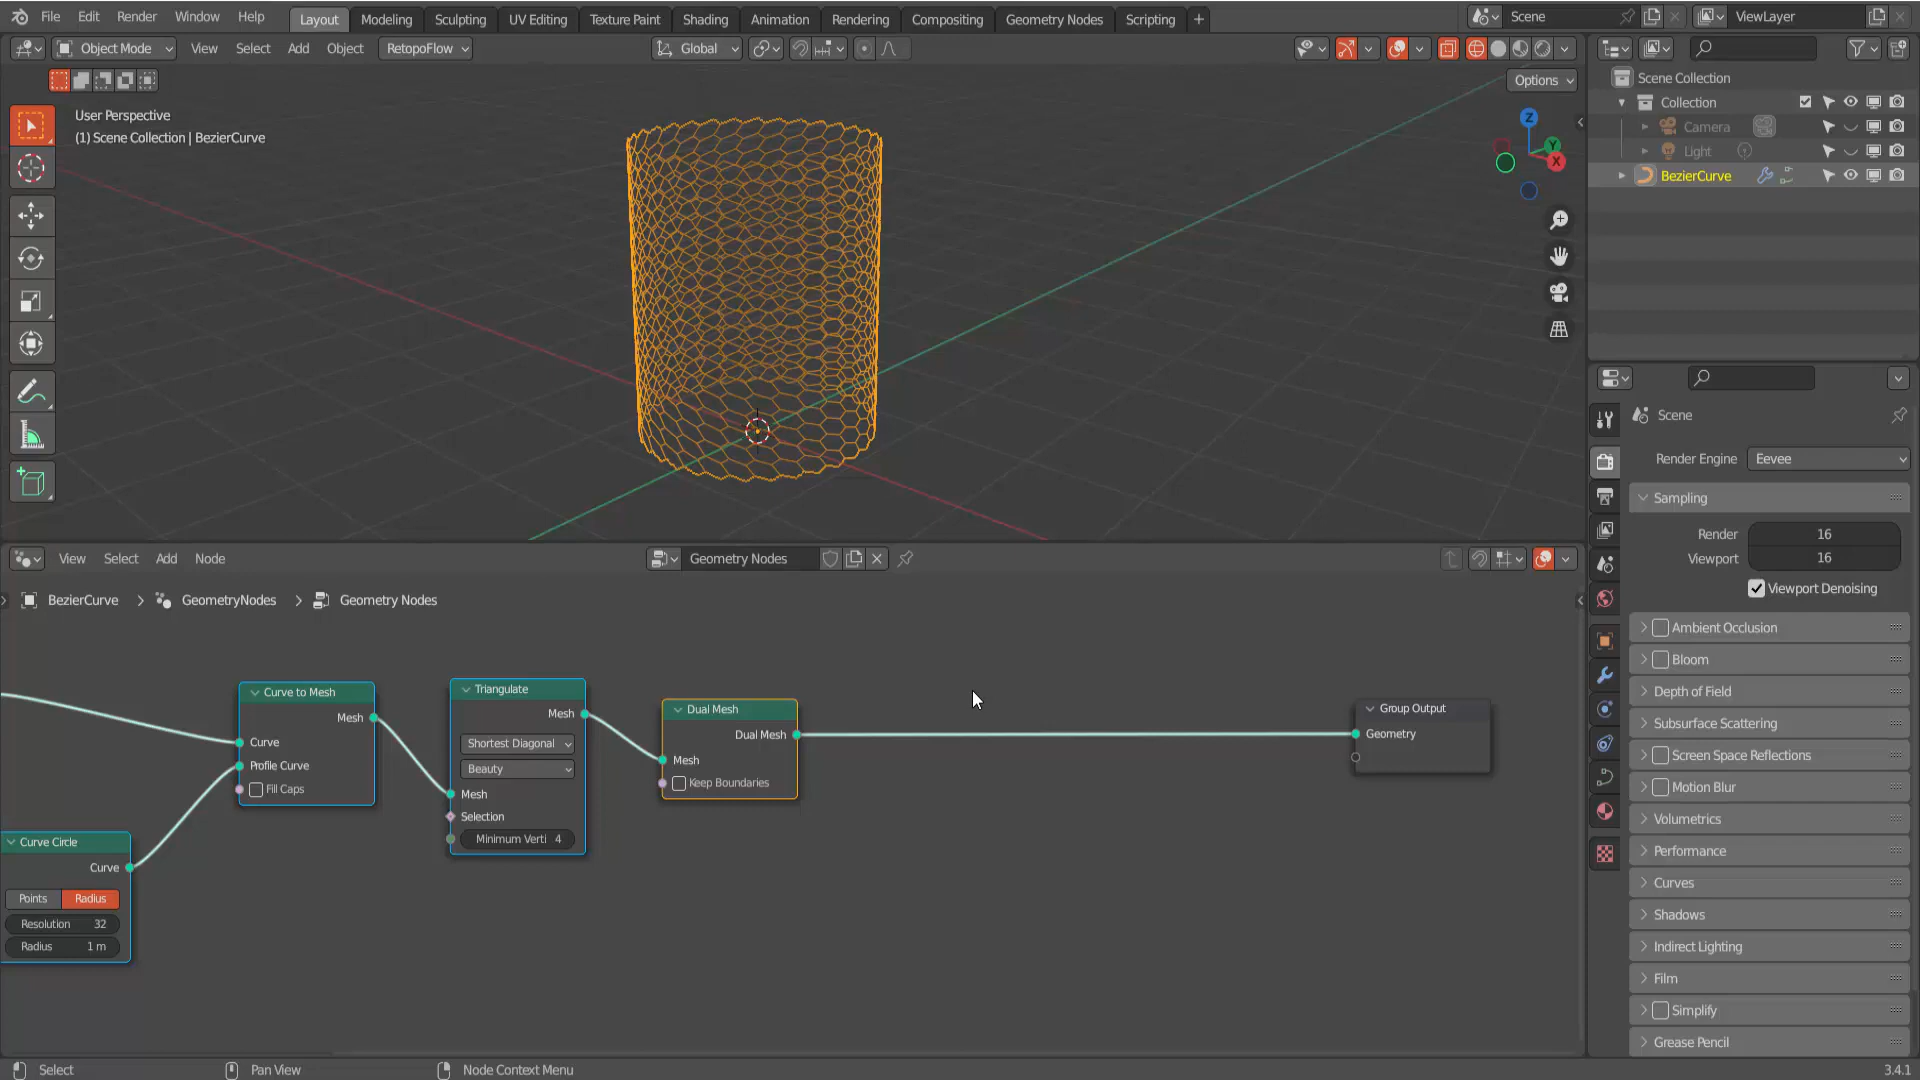 File Edit Render Window Help Layout Modeling Sculpting UV Editing Texture Paint Shading Animation Rendering Compositing Geometry Nodes Scripting + Scene ViewLayer
Object Mode View Select Add Object RetopoFlow Global
Options
User Perspective
(1) Scene Collection | BezierCurve
Z
Y
X
Scene Collection
Collection
Camera
Light
BezierCurve
Scene
Render Engine Eevee
Sampling
Render 16
Viewport 16
Viewport Denoising
Ambient Occlusion
Bloom
Depth of Field
Subsurface Scattering
Screen Space Reflections
Motion Blur
Volumetrics
Performance
Curves
Shadows
Indirect Lighting
Film
Simplify
Grease Pencil
View Select Add Node Geometry Nodes
BezierCurve > GeometryNodes > Geometry Nodes
Curve to Mesh
Mesh
Curve
Profile Curve
Fill Caps
Curve Circle
Curve
Points Radius
Resolution 32
Radius 1 m
Triangulate
Mesh
Shortest Diagonal
Beauty
Mesh
Selection
Minimum Verti 4
Dual Mesh
Dual Mesh
Mesh
Keep Boundaries
Group Output
Geometry
Select Pan View Node Context Menu 3.4.1